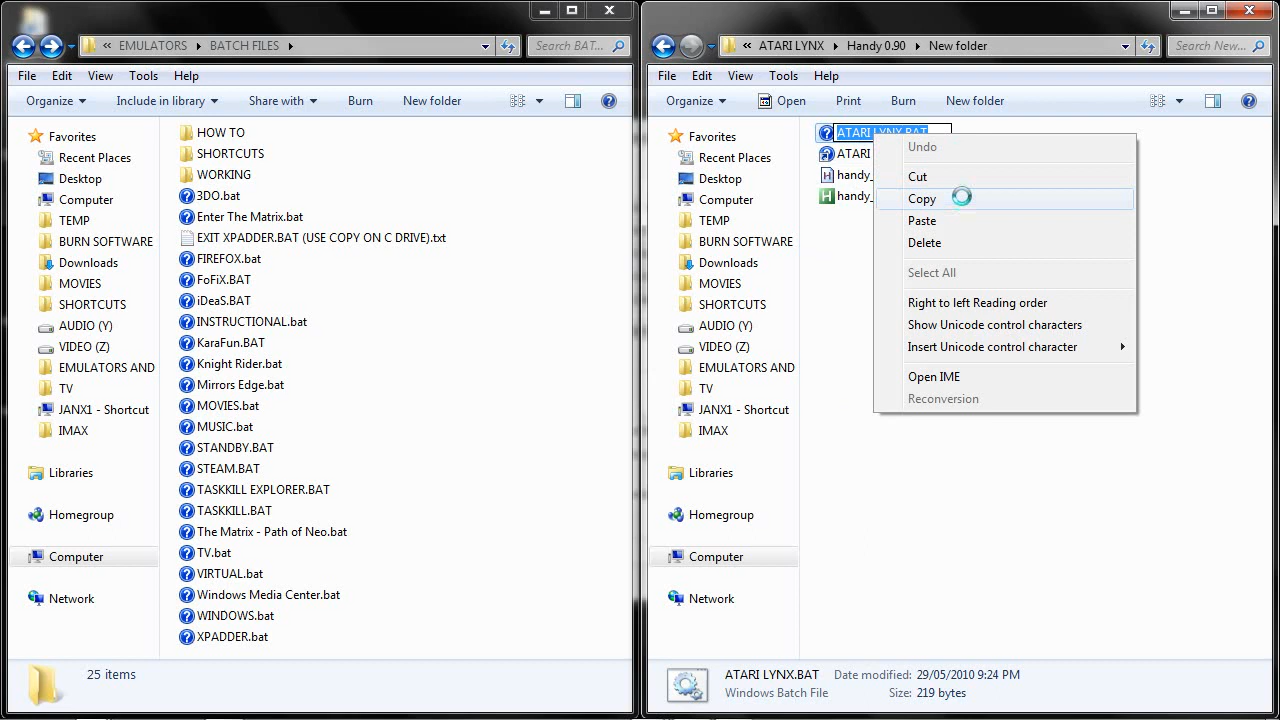 EMULATORS BATCH FILES
Search BAT...
File Edit View Tools Help
Organize Include in library Share with Burn New folder
Favorites
Recent Places
Desktop
Computer
TEMP
BURN SOFTWARE
Downloads
MOVIES
SHORTCUTS
AUDIO (Y)
VIDEO (Z)
EMULATORS AND
TV
JANX1 - Shortcut
IMAX
Libraries
Homegroup
Computer
Network
HOW TO
SHORTCUTS
WORKING
3DO.bat
Enter The Matrix.bat
EXIT XPADDER.BAT (USE COPY ON C DRIVE).txt
FIREFOX.bat
FoFiX.BAT
iDeaS.BAT
INSTRUCTIONAL.bat
KaraFun.BAT
Knight Rider.bat
Mirrors Edge.bat
MOVIES.bat
MUSIC.bat
STANDBY.BAT
STEAM.BAT
TASKKILL EXPLORER.BAT
TASKKILL.BAT
The Matrix - Path of Neo.bat
TV.bat
VIRTUAL.bat
Windows Media Center.bat
WINDOWS.bat
XPADDER.bat
25 items
ATARI LYNX Handy 0.90 New folder
Search New...
File Edit View Tools Help
Organize Open Print Burn New folder
Favorites
Recent Places
Desktop
Computer
TEMP
BURN SOFTWARE
Downloads
MOVIES
SHORTCUTS
AUDIO (Y)
VIDEO (Z)
EMULATORS AND
TV
JANX1 - Shortcut
IMAX
Libraries
Homegroup
Computer
Network
ATARI LYNX.BAT
ATARI
handy_
handy_
Undo
Cut
Copy
Paste
Delete
Select All
Right to left Reading order
Show Unicode control characters
Insert Unicode control character
Open IME
Reconversion
ATARI LYNX.BAT Date modified: 29/05/2010 9:24 PM
Windows Batch File Size: 219 bytes